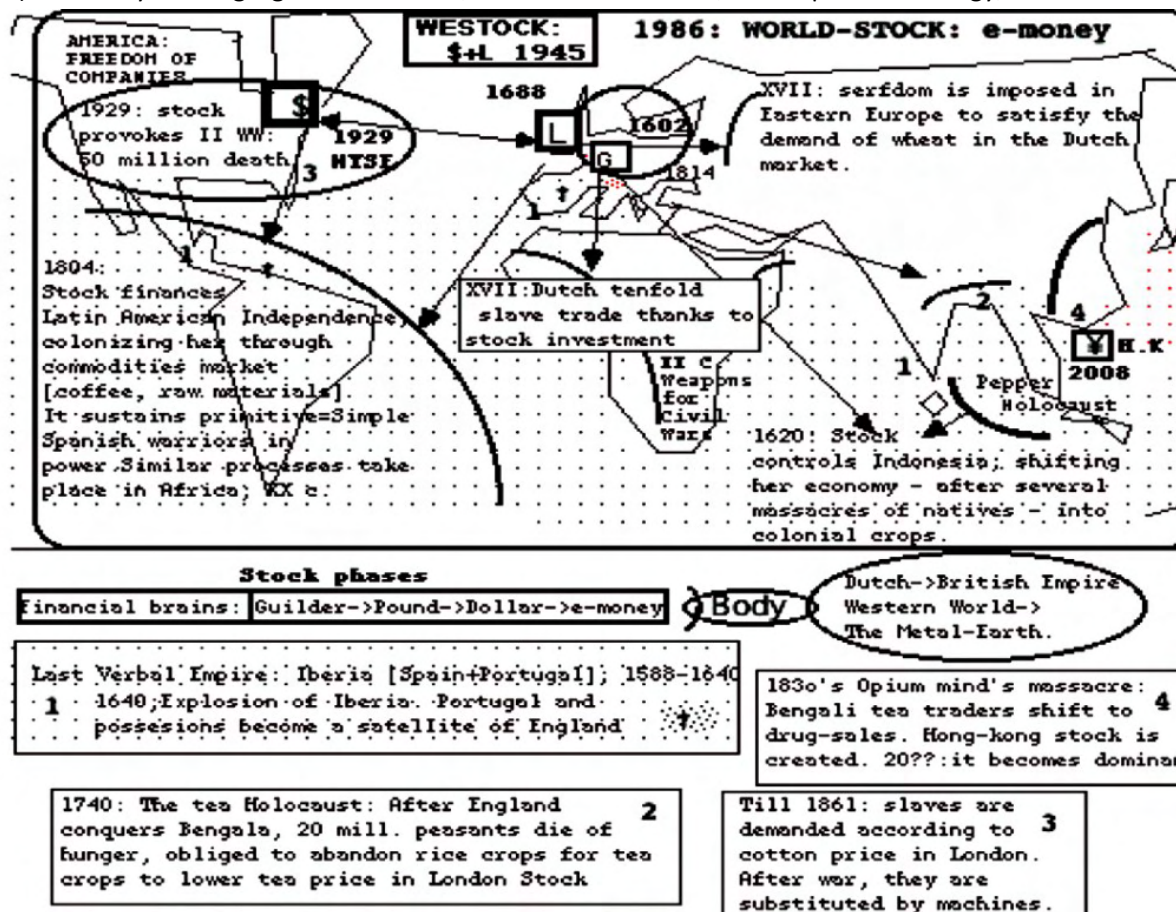 WESTOCK:
$+L 1945
1986: WORLD-STOCK: e-money
AMERICA:
FREEDOM OF
COMPANIES
1929: stock
provokes II WW:
50 million death
$
1929
NYSE
3
1688
L
1602
G
1814
1
XVII: serfdom is imposed in
Eastern Europe to satisfy the
demand of wheat in the Dutch
market.
1
1804:
Stock finances
Latin American Independence,
colonizing her through
commodities market
[coffee, raw materials]
It sustains primitive=Simple
Spanish warriors in
power.Similar processes take
place in Africa; XX c.
XVII:Dutch tenfold
slave trade thanks to
stock investment
II C
Weapons
for
Civil
Wars
2
4
¥ H.K
2008
1
Pepper
Holocaust
1620: Stock
controls Indonesia; shifting
her economy - after several
massacres of natives - into
colonial crops.
Stock phases
Financial brains: Guilder->Pound->Dollar->e-money
Body
Dutch->British Empire
Western World->
The Metal-Earth.
Last Verbal Empire: Iberia [Spain+Portugal]; 1588-1640
1 1640;Explosion of Iberia. Portugal and
possesions become a satellite of England
183o's Opium mind's massacre:
Bengali tea traders shift to 4
drug-sales. Hong-kong stock is
created. 20??:it becomes
1740: The tea Holocaust: After England 2
conquers Bengala, 20 mill. peasants die of
hunger, obliged to abandon rice crops for tea
crops to lower tea price in London Stock
Till 1861: slaves are
demanded according to 3
cotton price in London.
After war, they are
substituted by machines.